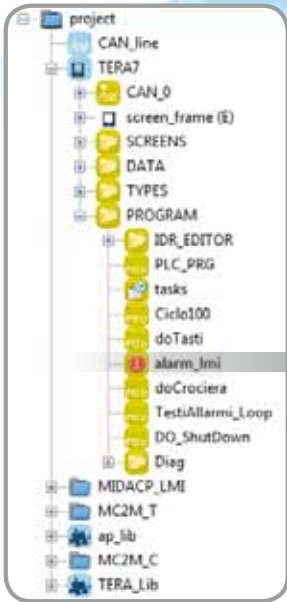 project
CAN_line
TERA7
CAN_0
screen_frame (E)
SCREENS
DATA
TYPES
PROGRAM
IDR_EDITOR
PLC_PRG
tasks
Ciclo100
doTasti
alarm_lmi
doCrociera
TestiAllarmi_Loop
DO_ShutDown
Diag
MIDACP_LMI
MC2M_T
ap_lib
MC2M_C
TERA_Lib